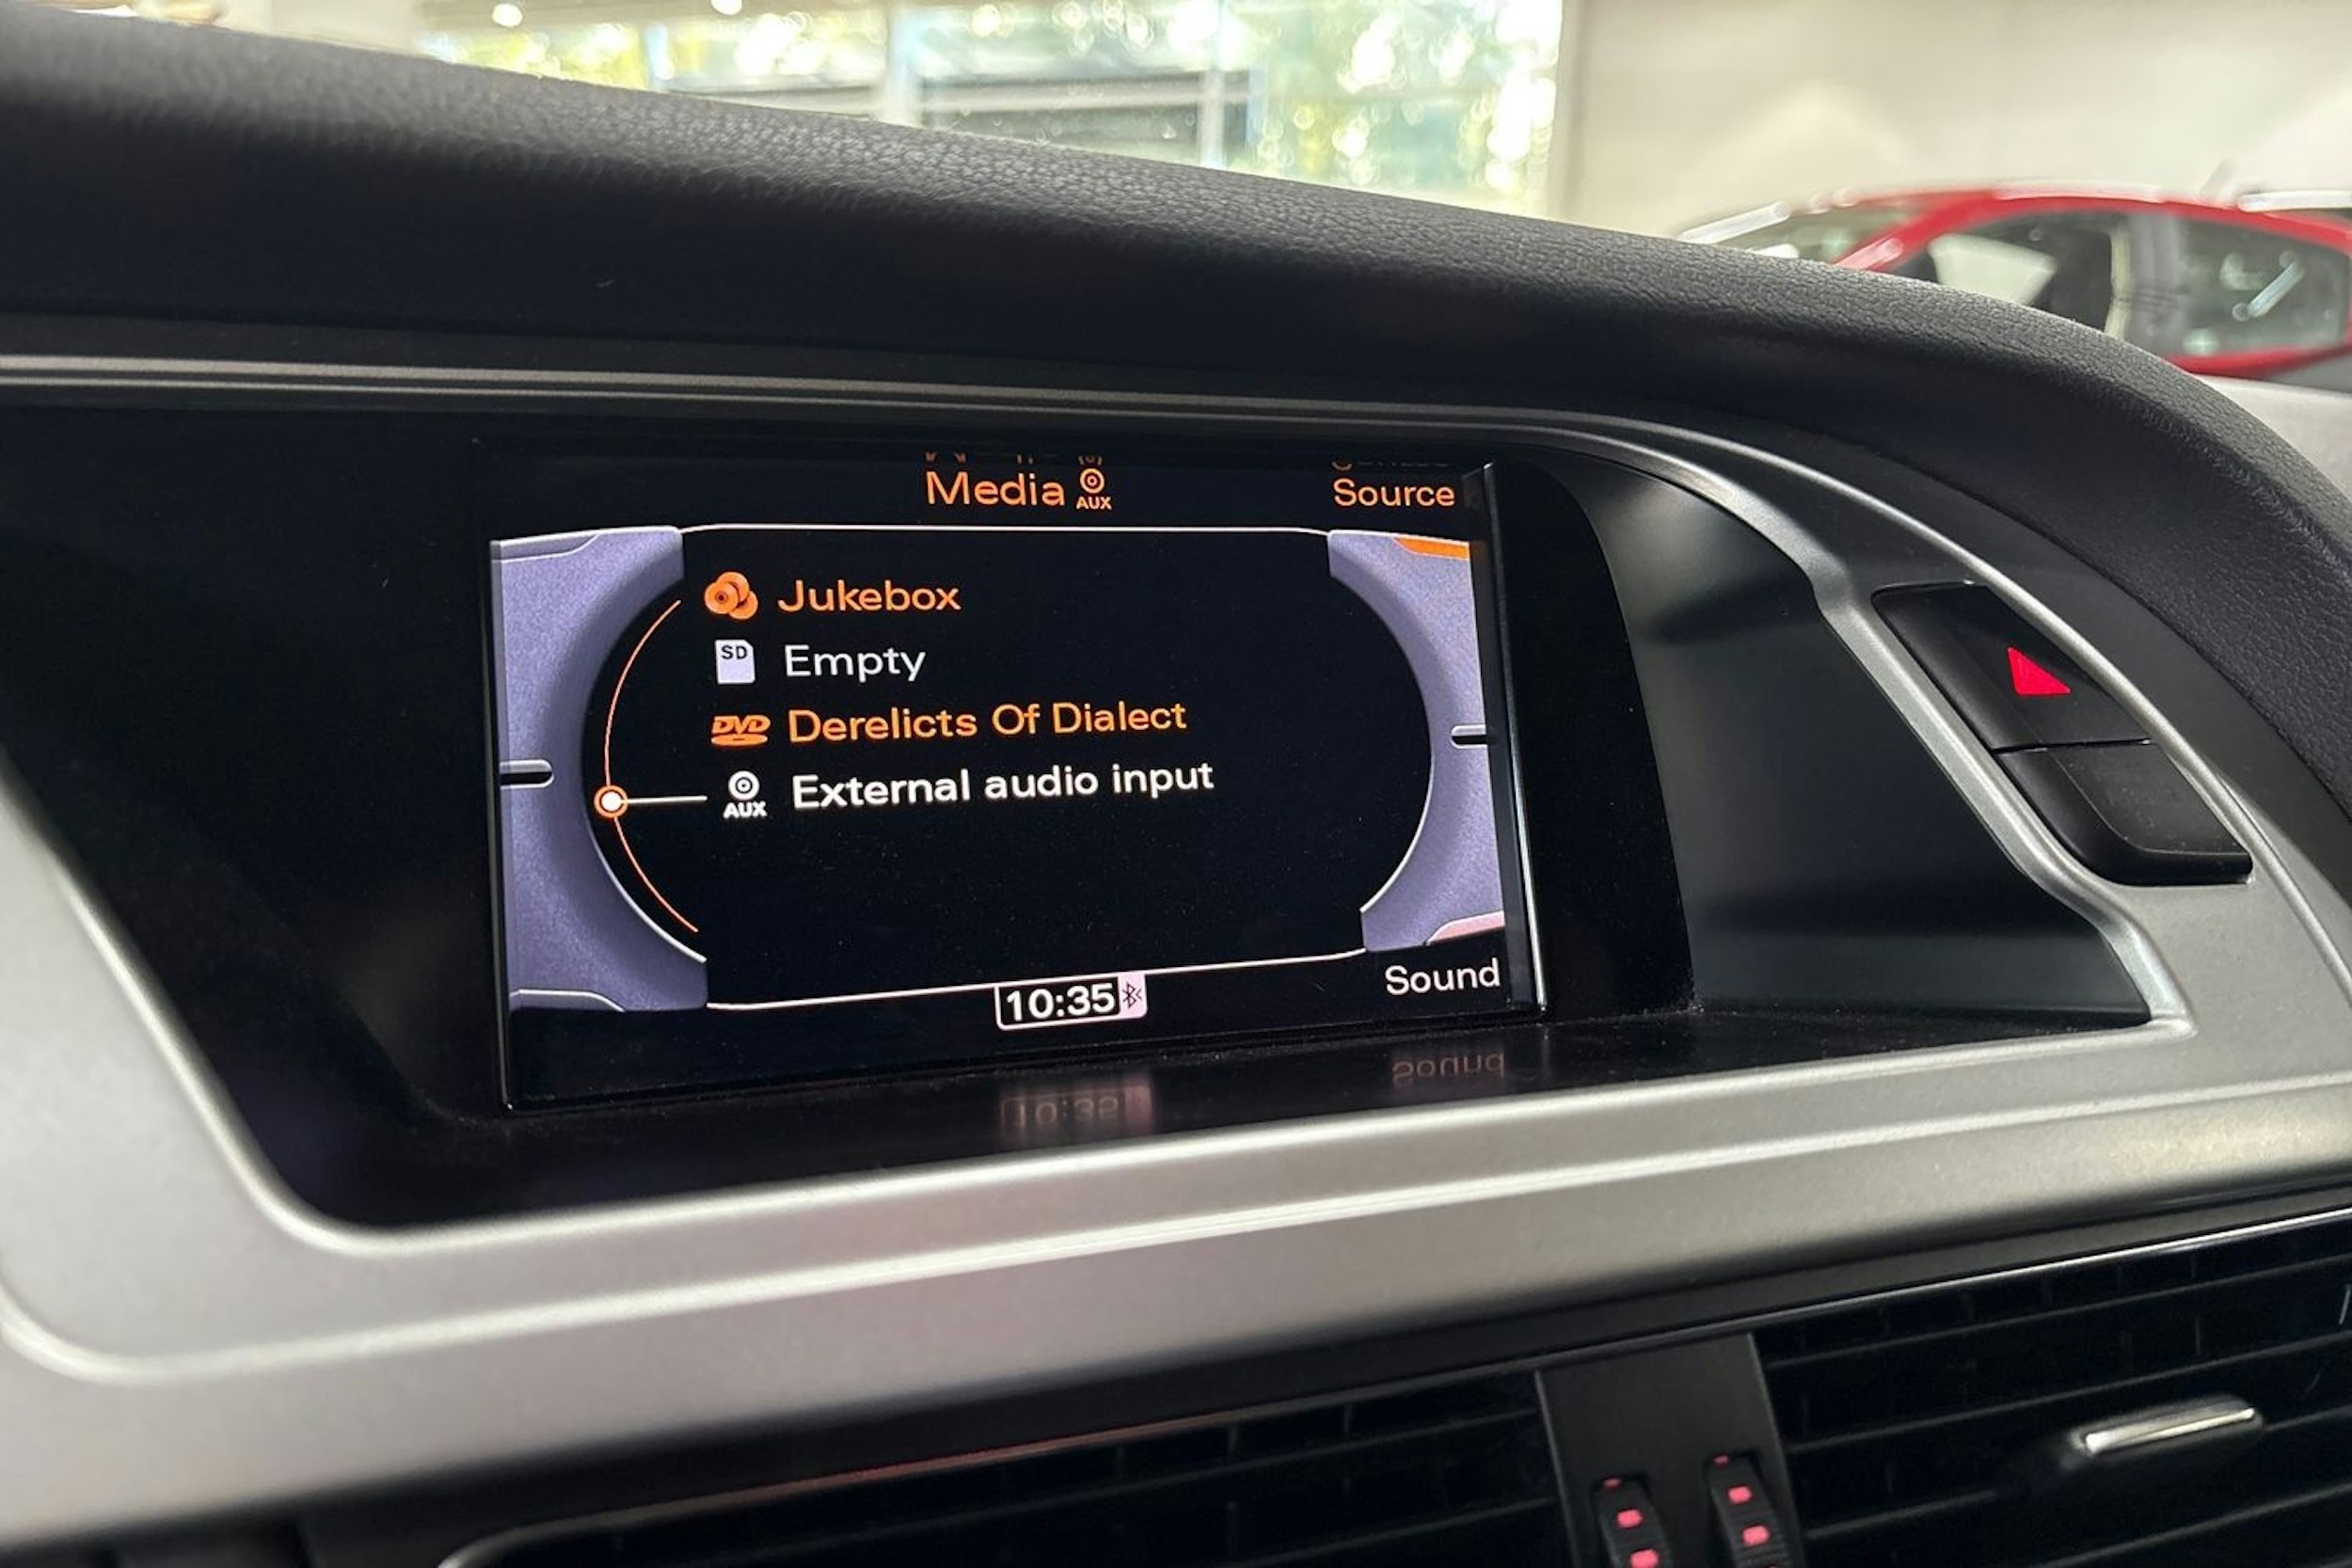 Media AUX
Source
Jukebox
SD Empty
DVD Derelicts Of Dialect
AUX External audio input
10:35
Sound